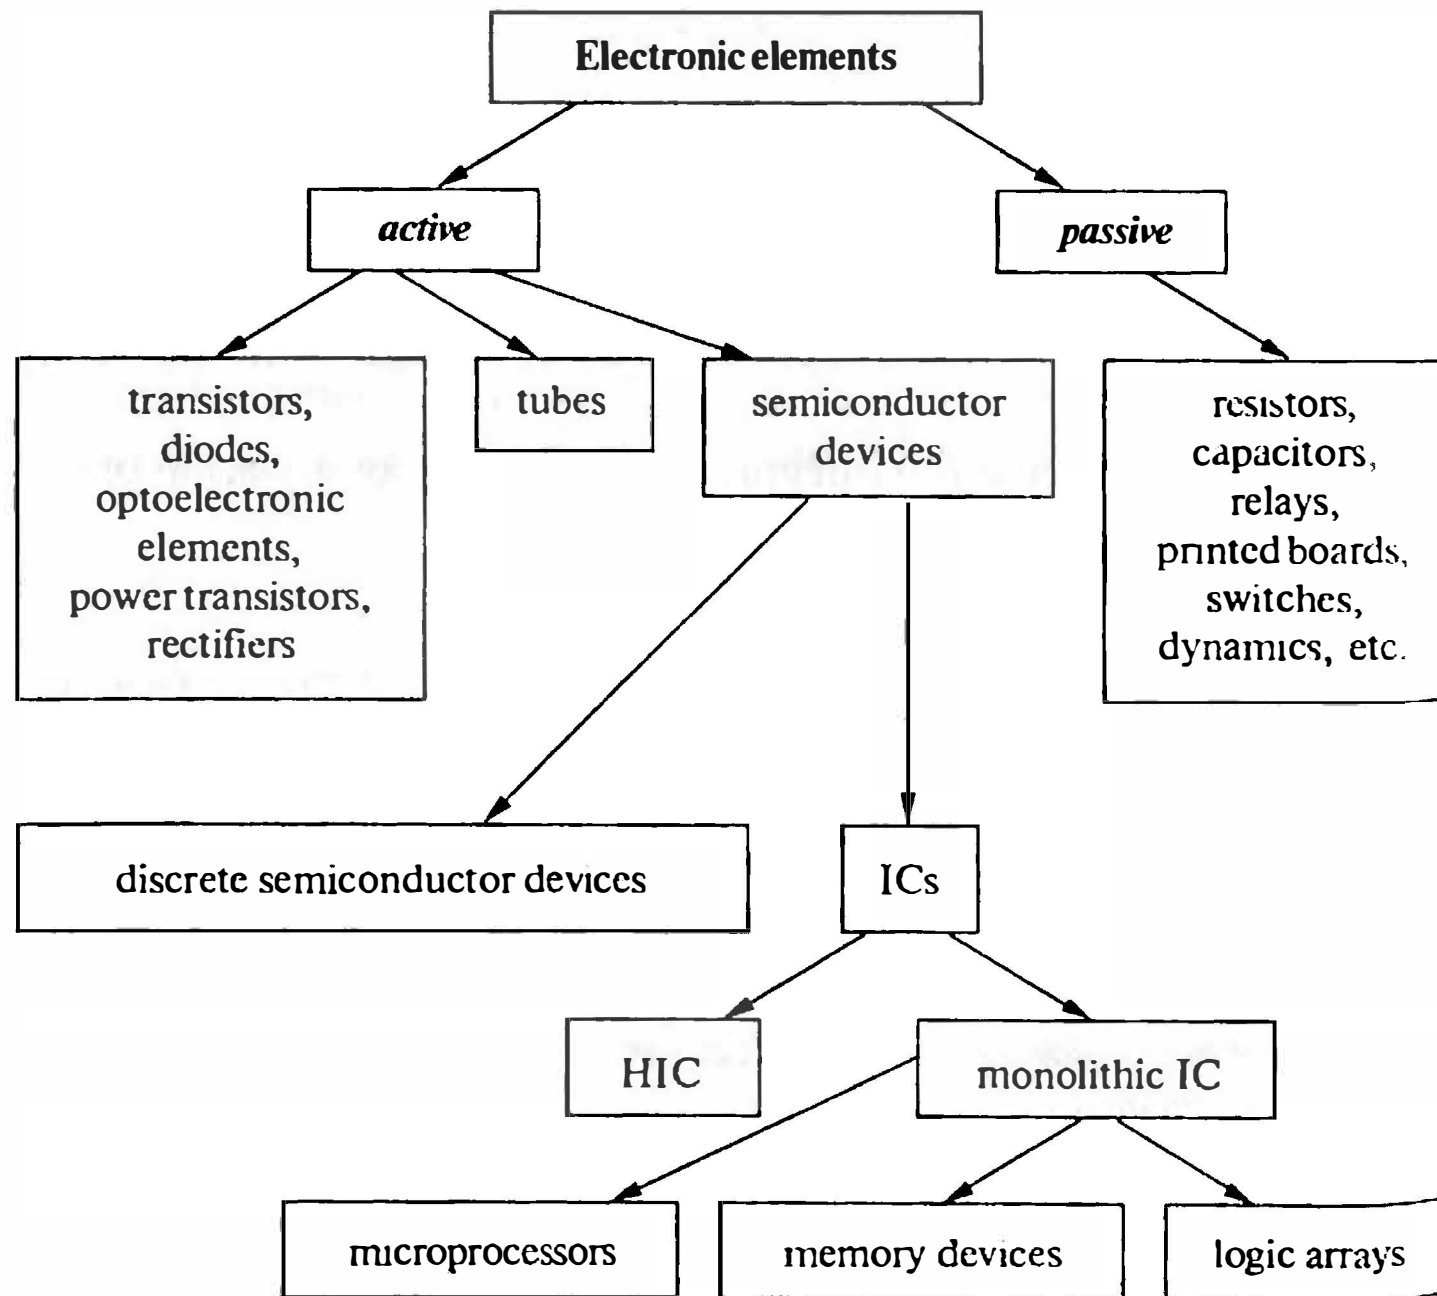 Electronic elements
active
passive
transistors,
diodes,
optoelectronic
elements,
power transistors,
rectifiers
tubes
semiconductor
devices
resistors,
capacitors,
relays,
printed boards,
switches,
dynamics, etc.
discrete semiconductor devices
ICs
HIC
monolithic IC
microprocessors
memory devices
logic arrays